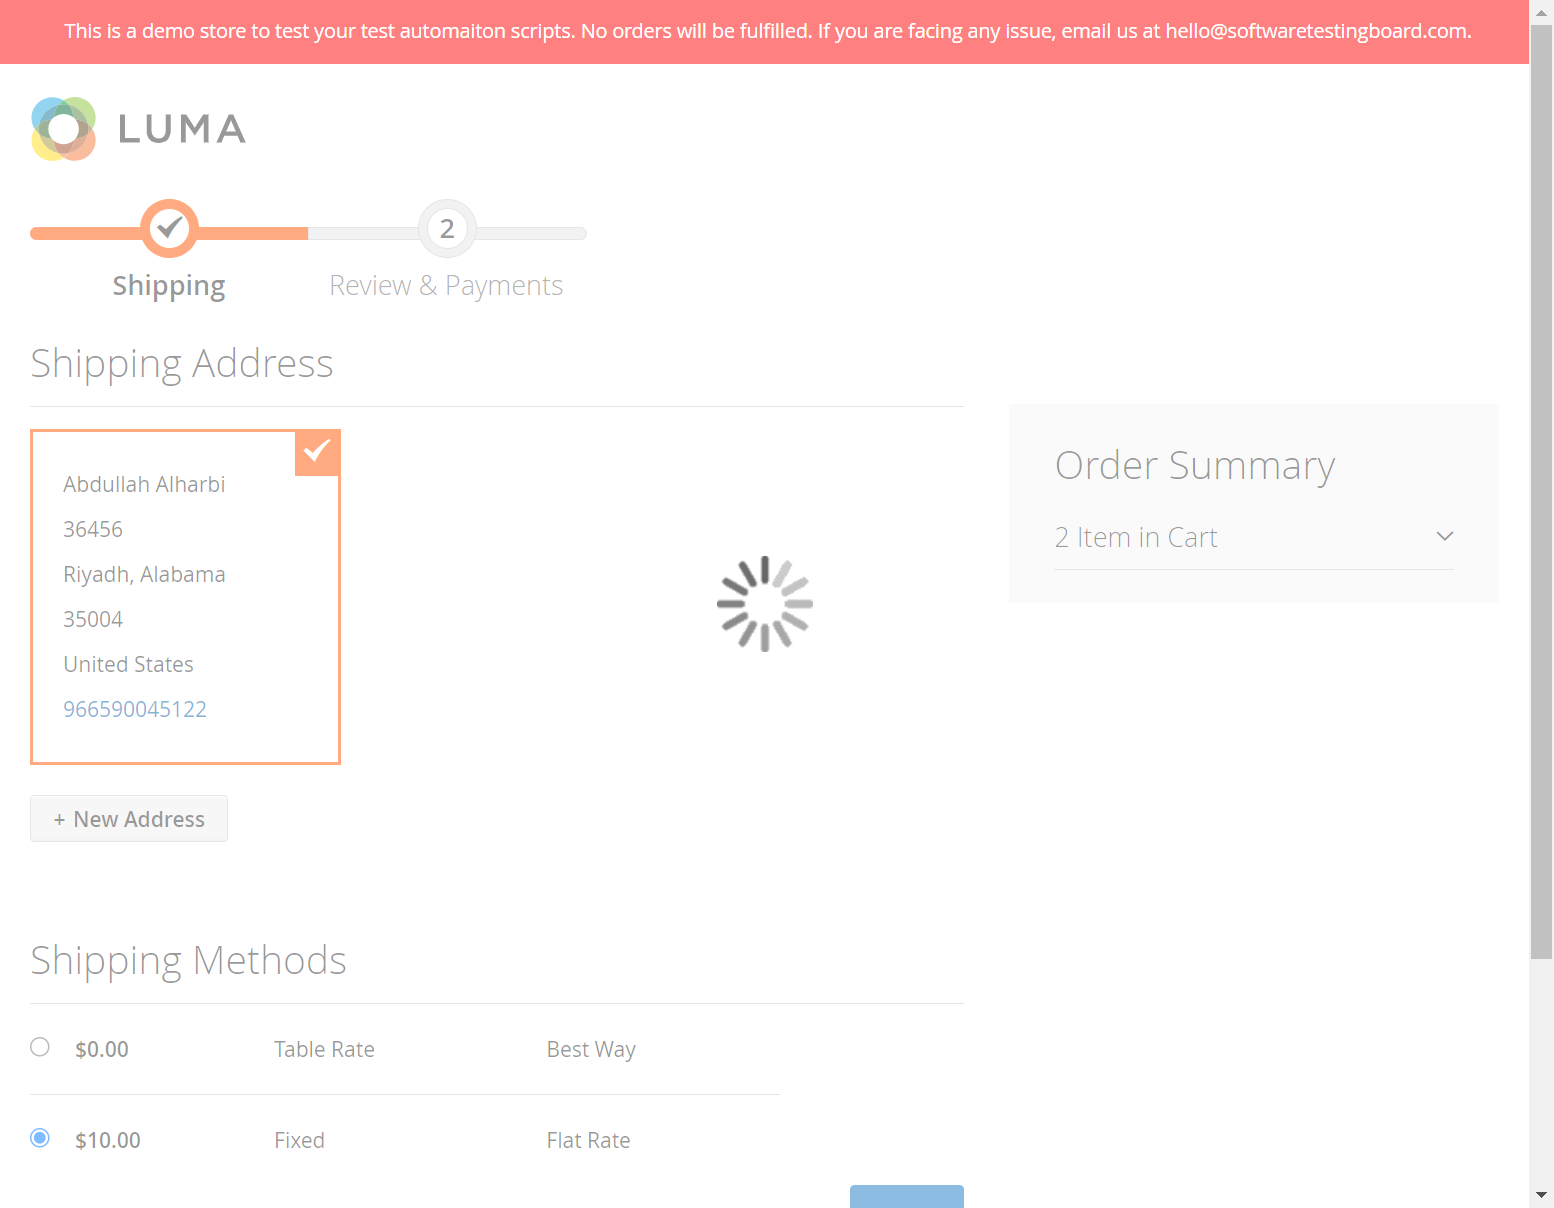 This is a demo store to test your test automaiton scripts. No orders will be fulfilled. If you are facing any issue, email us at hello@softwaretestingboard.com.
LUMA
2
Shipping
Review & Payments
Shipping Address
Abdullah Alharbi
36456
Riyadh, Alabama
35004
United States
966590045122
+ New Address
Order Summary
2 Item in Cart
Shipping Methods
$0.00 Table Rate Best Way
$10.00 Fixed Flat Rate